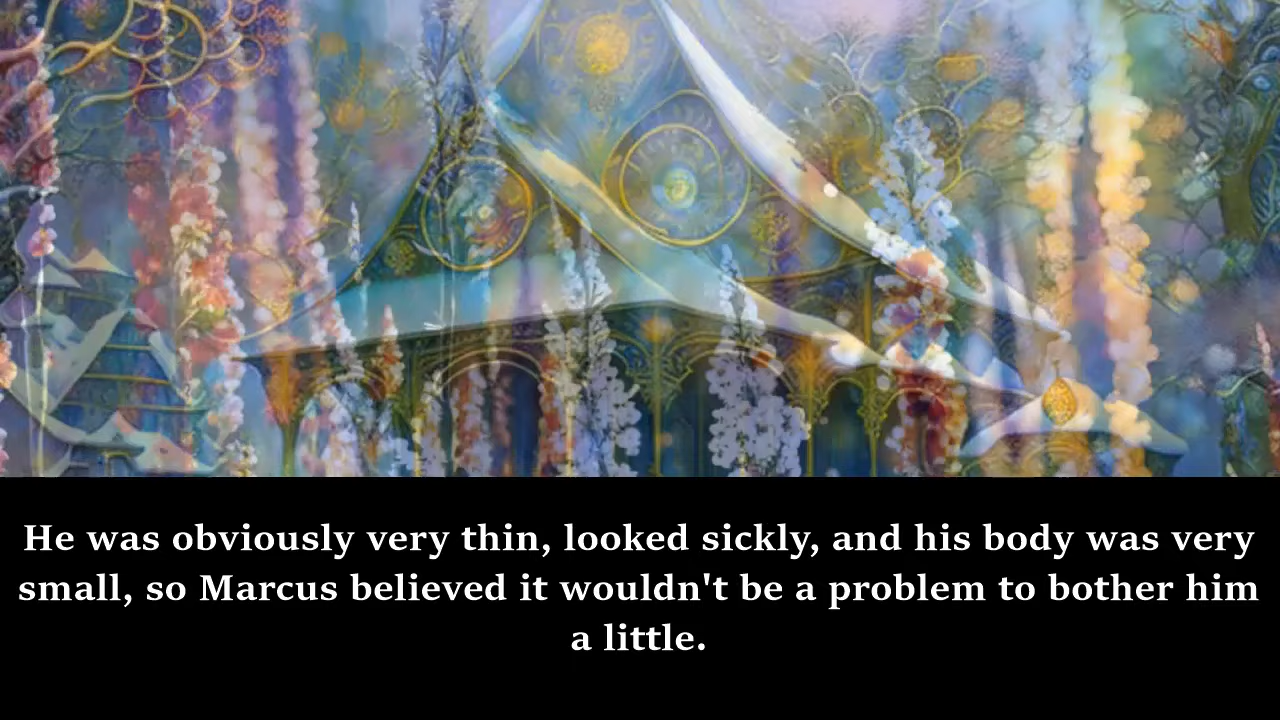 He was obviously very thin, looked sickly, and his body was very
small, so Marcus believed it wouldn't be a problem to bother him
a little.